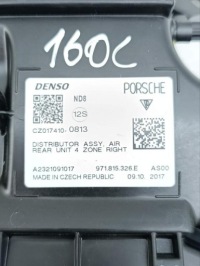 160C
DENSO
PORSCHE
ND8
12S
CZ017410-0813
DISTRIBUTOR ASSY, AIR
REAR UNIT 4 ZONE RIGHT
A2321091017 971.815.326.E AS00
MADE IN CZECH REPUBLIC 09.10.2017